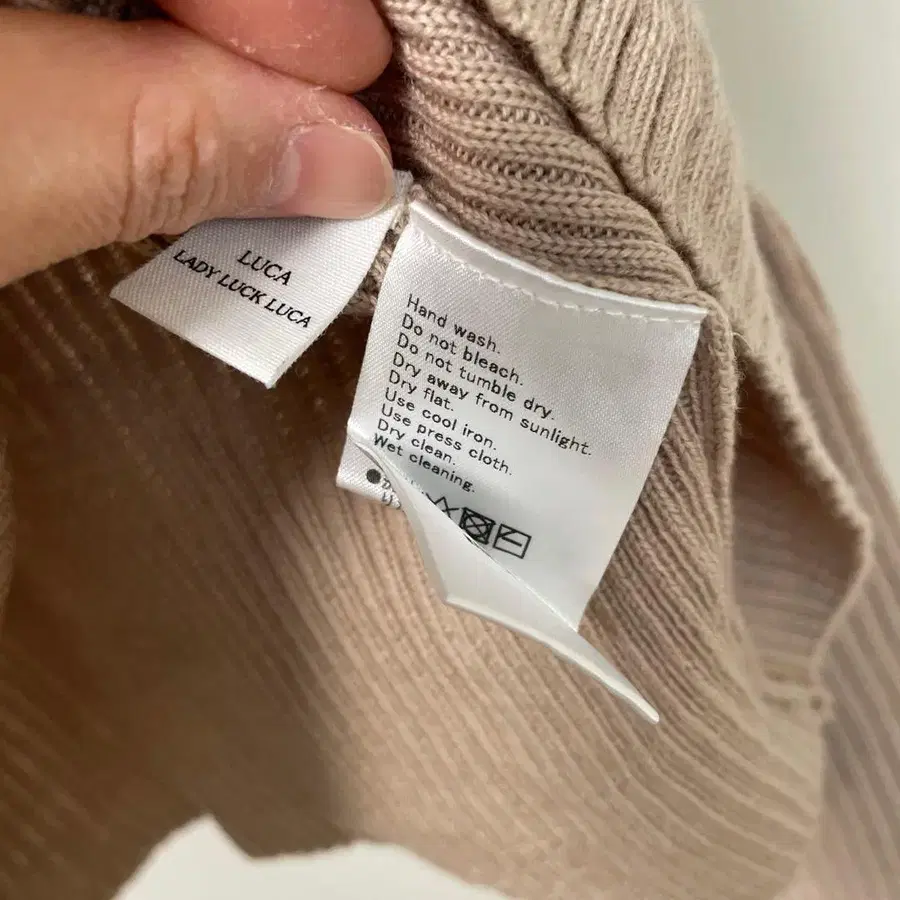 LUCA
LADY LUCK LUCA
Hand wash.
Do not bleach.
Do not tumble dry.
Dry away from sunlight.
Dry flat.
Use cool iron.
Use press cloth.
Dry clean.
Wet cleaning.